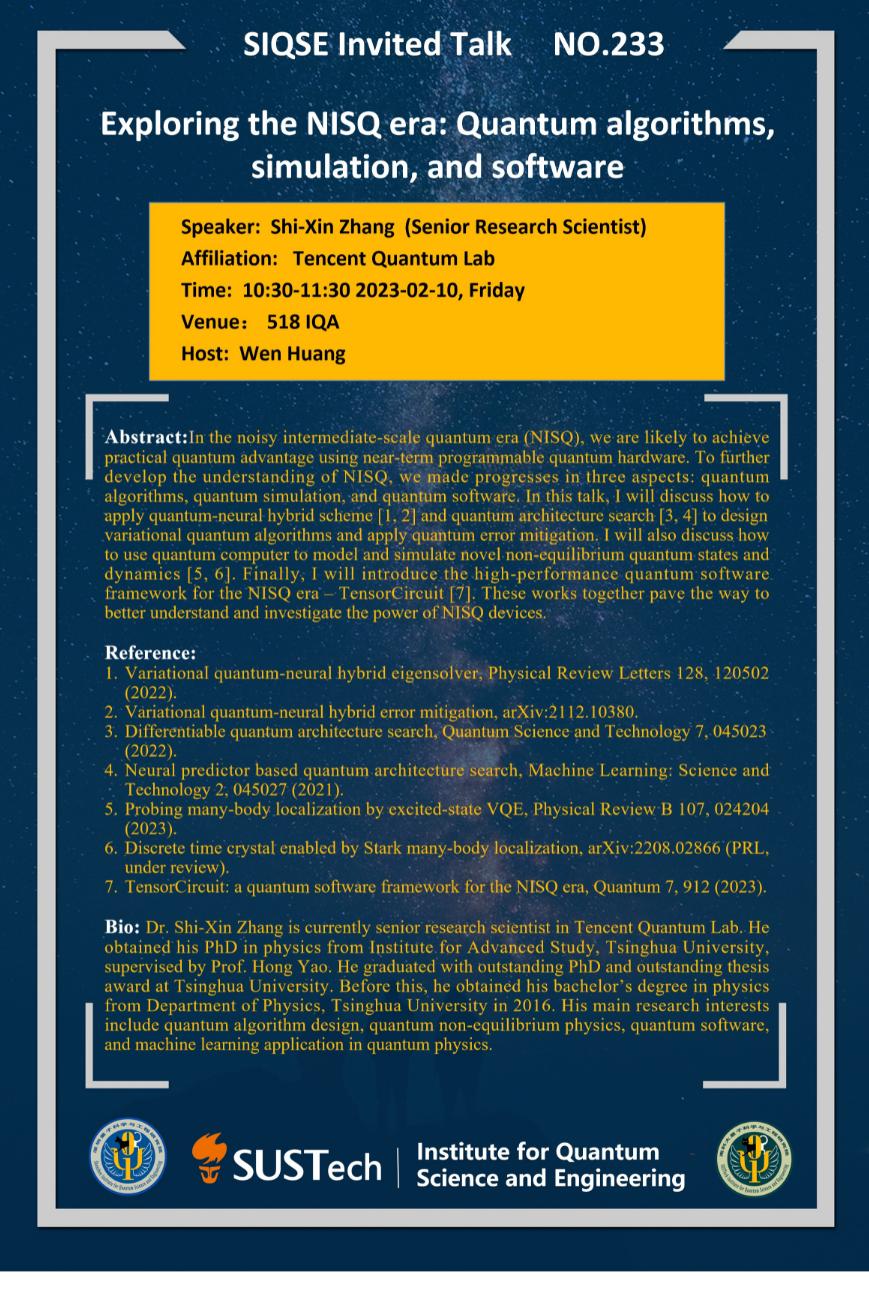 SIQSE Invited Talk NO.233
Exploring the NISQ era: Quantum algorithms,
simulation, and software
Speaker: Shi-Xin Zhang (Senior Research Scientist)
Affiliation: Tencent Quantum Lab
Time: 10:30-11:30 2023-02-10, Friday
Venue： 518 IQA
Host: Wen Huang
Abstract:In the noisy intermediate-scale quantum era (NISQ), we are likely to achieve
practical quantum advantage using near-term programmable quantum hardware. To further
develop the understanding of NISQ, we made progresses in three aspects: quantum
algorithms, quantum simulation, and quantum software. In this talk, I will discuss how to
apply quantum-neural hybrid scheme [1, 2] and quantum architecture search [3, 4] to design
variational quantum algorithms and apply quantum error mitigation. I will also discuss how
to use quantum computer to model and simulate novel non-equilibrium quantum states and
dynamics [5, 6]. Finally, I will introduce the high-performance quantum software
framework for the NISQ era – TensorCircuit [7]. These works together pave the way to
better understand and investigate the power of NISQ devices.
Reference:
1. Variational quantum-neural hybrid eigensolver, Physical Review Letters 128, 120502
(2022).
2. Variational quantum-neural hybrid error mitigation, arXiv:2112.10380.
3. Differentiable quantum architecture search, Quantum Science and Technology 7, 045023
(2022).
4. Neural predictor based quantum architecture search, Machine Learning: Science and
Technology 2, 045027 (2021).
5. Probing many-body localization by excited-state VQE, Physical Review B 107, 024204
(2023).
6. Discrete time crystal enabled by Stark many-body localization, arXiv:2208.02866 (PRL,
under review).
7. TensorCircuit: a quantum software framework for the NISQ era, Quantum 7, 912 (2023).
Bio: Dr. Shi-Xin Zhang is currently senior research scientist in Tencent Quantum Lab. He
obtained his PhD in physics from Institute for Advanced Study, Tsinghua University,
supervised by Prof. Hong Yao. He graduated with outstanding PhD and outstanding thesis
award at Tsinghua University. Before this, he obtained his bachelor’s degree in physics
from Department of Physics, Tsinghua University in 2016. His main research interests
include quantum algorithm design, quantum non-equilibrium physics, quantum software,
and machine learning application in quantum physics.
SUSTech
Institute for Quantum
Science and Engineering